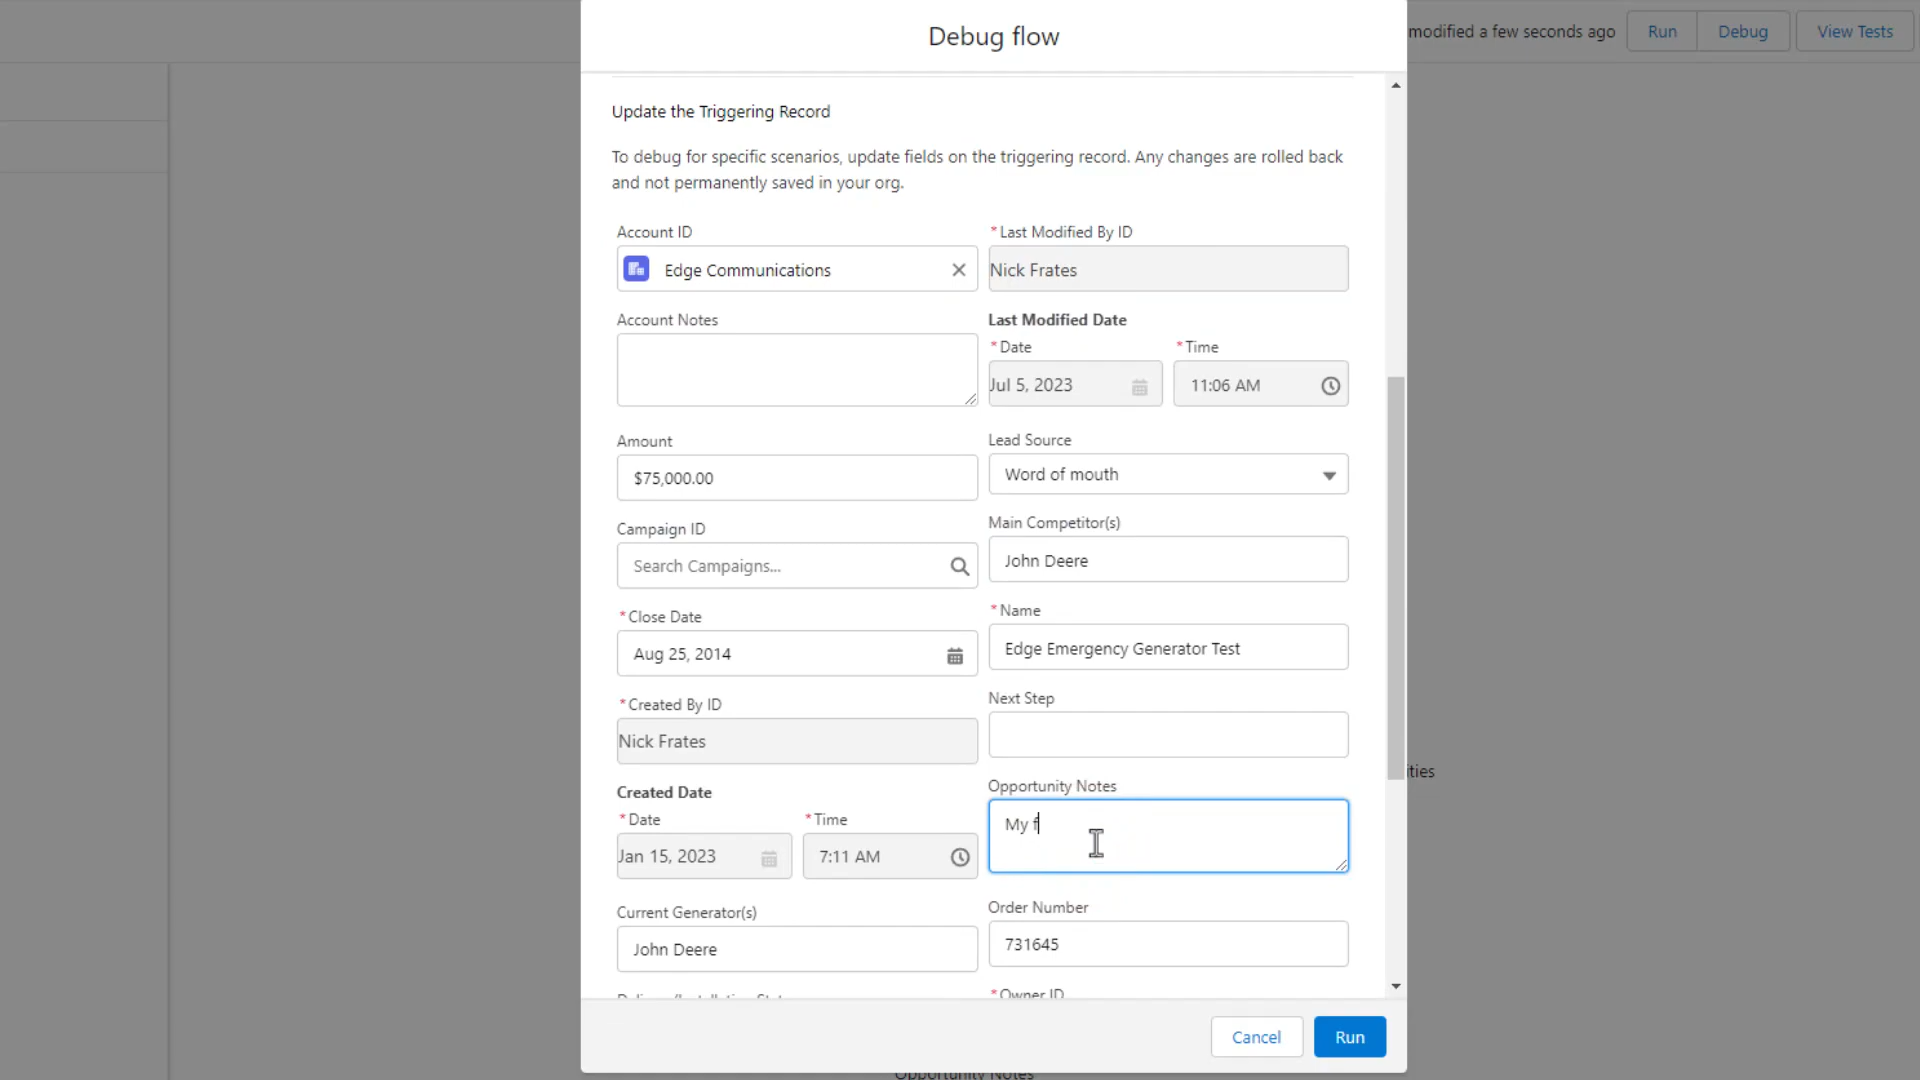 Debug flow
modified a few seconds ago
Run
Debug
View Tests
Update the Triggering Record
To debug for specific scenarios, update fields on the triggering record. Any changes are rolled back
and not permanently saved in your org.
Account ID
Edge Communications
*Last Modified By ID
Nick Frates
Account Notes
Last Modified Date
*Date
*Time
Jul 5, 2023
11:06 AM
Amount
$75,000.00
Lead Source
Word of mouth
Campaign ID
Search Campaigns...
Main Competitor(s)
John Deere
*Close Date
Aug 25, 2014
*Name
Edge Emergency Generator Test
*Created By ID
Nick Frates
Next Step
Created Date
*Date
*Time
Jan 15, 2023
7:11 AM
Opportunity Notes
My f
Current Generator(s)
John Deere
Order Number
731645
*Owner ID
ities
Cancel
Run
Opportunity Notes